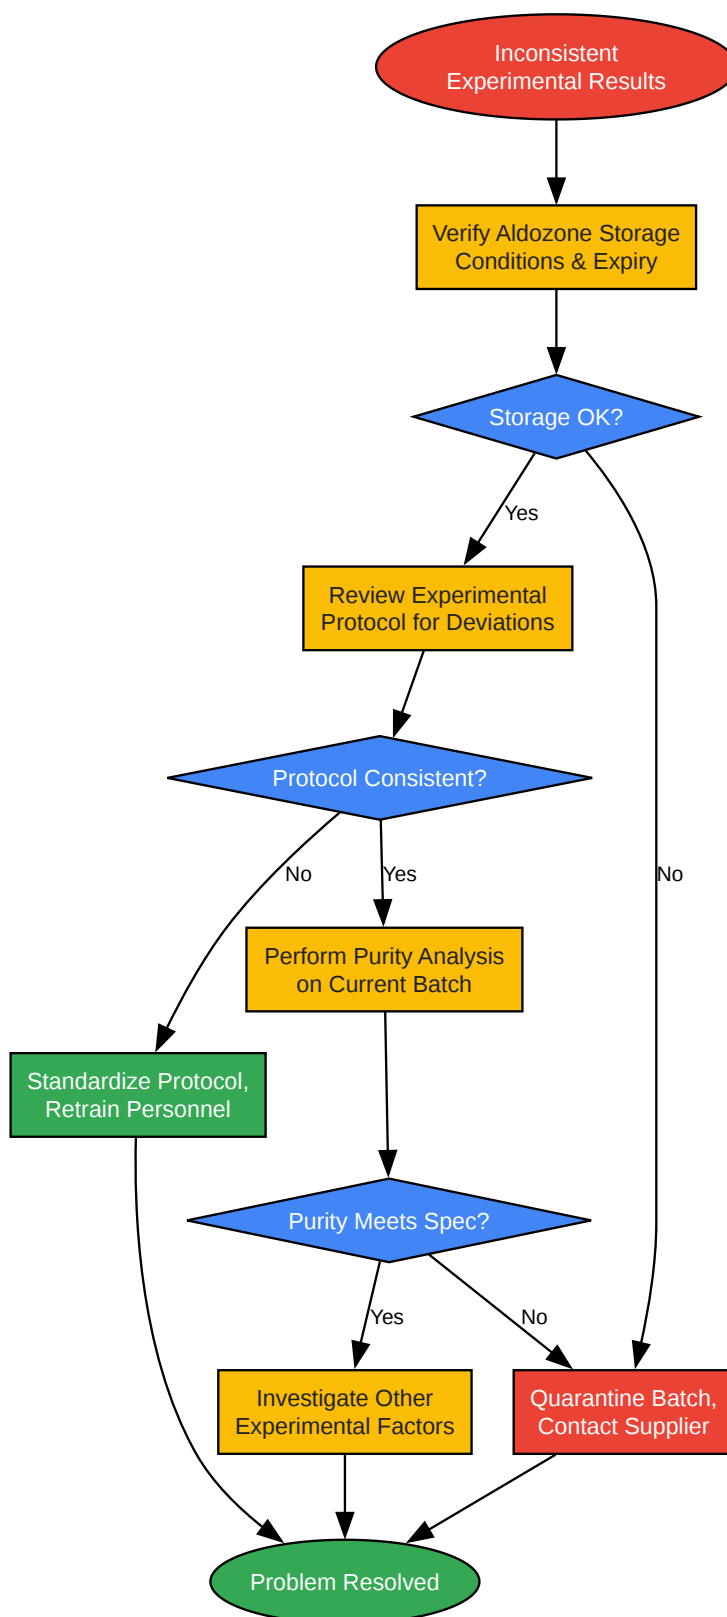 Inconsistent
Experimental Results
Verify Aldozone Storage
Conditions & Expiry
Storage OK?
Yes
Review Experimental
Protocol for Deviations
Protocol Consistent?
No
Yes
No
Perform Purity Analysis
on Current Batch
Standardize Protocol,
Retrain Personnel
Purity Meets Spec?
Yes
No
Investigate Other
Experimental Factors
Quarantine Batch,
Contact Supplier
Problem Resolved